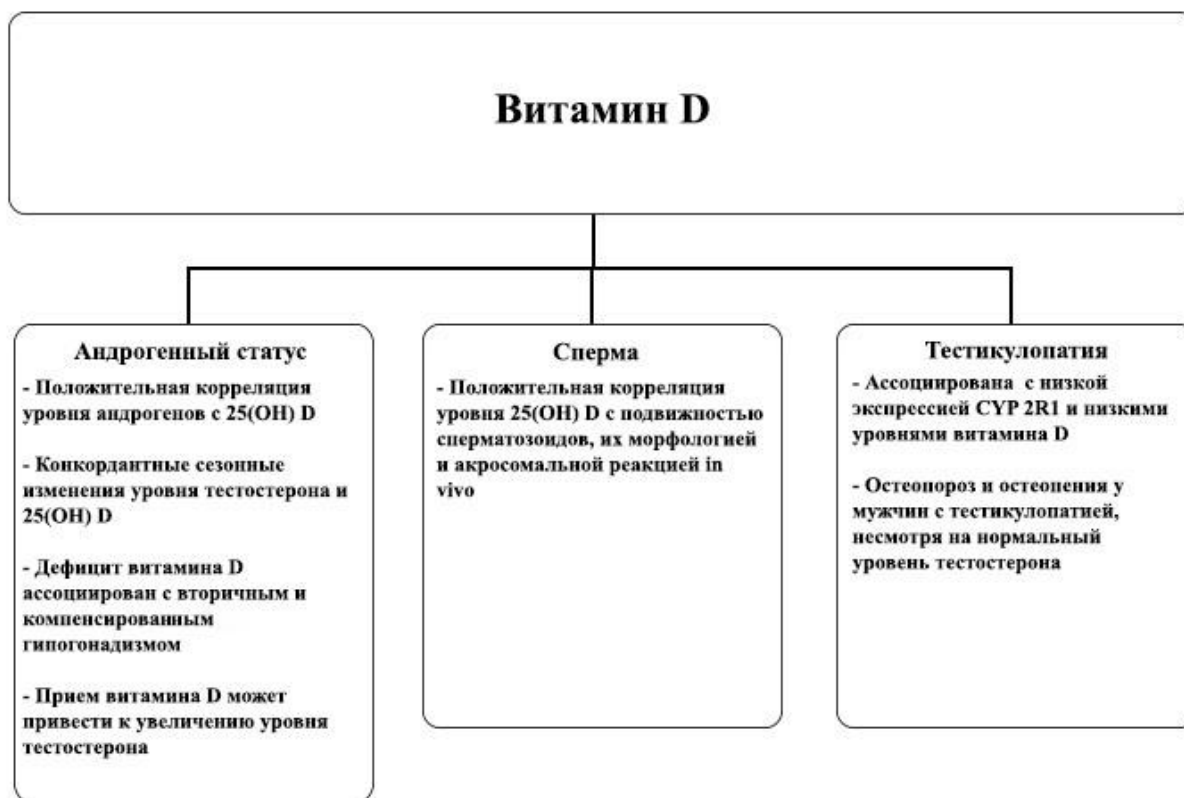 Витамин D
Андрогенный статус
- Положительная корреляция
уровня андрогенов с 25(OH) D
- Конкордантные сезонные
изменения уровня тестостерона и
25(OH) D
- Дефицит витамина D
ассоциирован с вторичным и
компенсированным
гипогонадизмом
- Прием витамина D может
привести к увеличению уровня
тестостерона
Сперма
- Положительная корреляция
уровня 25(OH) D с подвижностью
сперматозоидов, их морфологией
и акросомальной реакцией in
vivo
Тестикулопатия
- Ассоциирована с низкой
экспрессией CYP 2R1 и низкими
уровнями витамина D
- Остеопороз и остеопения у
мужчин с тестикулопатией,
несмотря на нормальный
уровень тестостерона